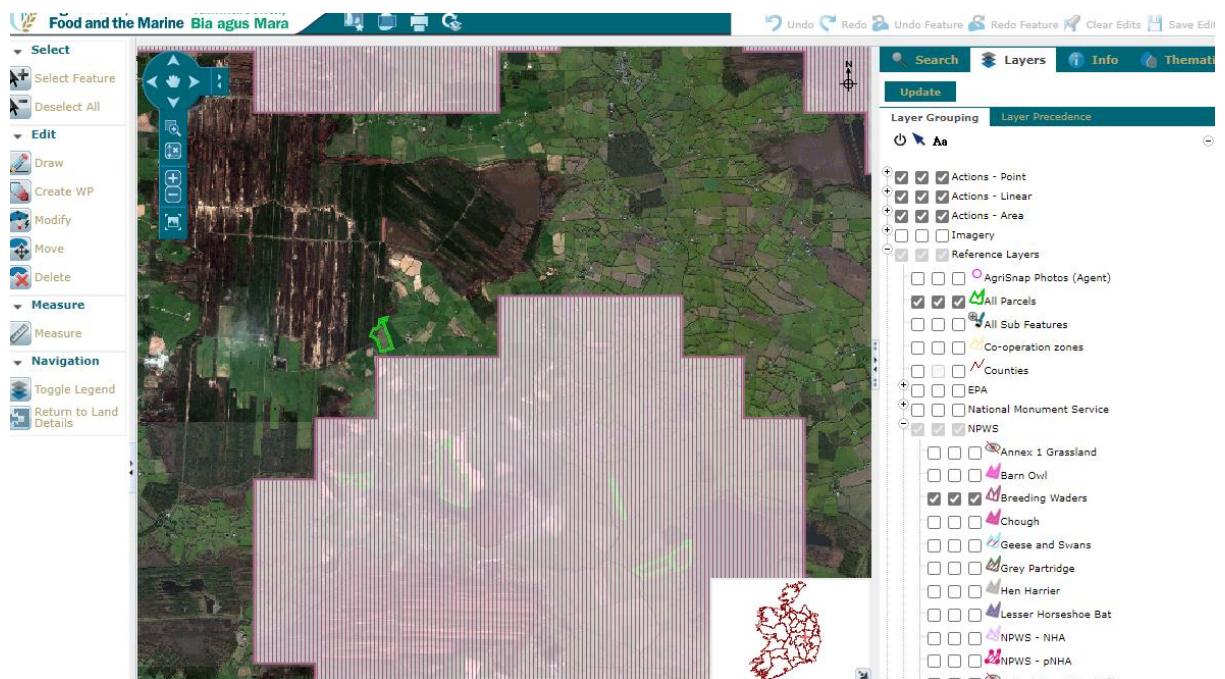 Food and the Marine Bia agus Mara
Undo Redo Undo Feature Redo Feature Clear Edits Save Edit
Select
Select Feature
Deselect All
Edit
Draw
Create WP
Modify
Move
Delete
Measure
Measure
Navigation
Toggle Legend
Return to Land
Details
N
Search Layers Info Themati
Update
Layer Grouping Layer Precedence
Aa
Actions - Point
Actions - Linear
Actions - Area
Imagery
Reference Layers
AgriSnap Photos (Agent)
All Parcels
All Sub Features
Co-operation zones
Counties
EPA
National Monument Service
NPWS
Annex 1 Grassland
Barn Owl
Breeding Waders
Chough
Geese and Swans
Grey Partridge
Hen Harrier
Lesser Horseshoe Bat
NPWS - NHA
NPWS - pNHA